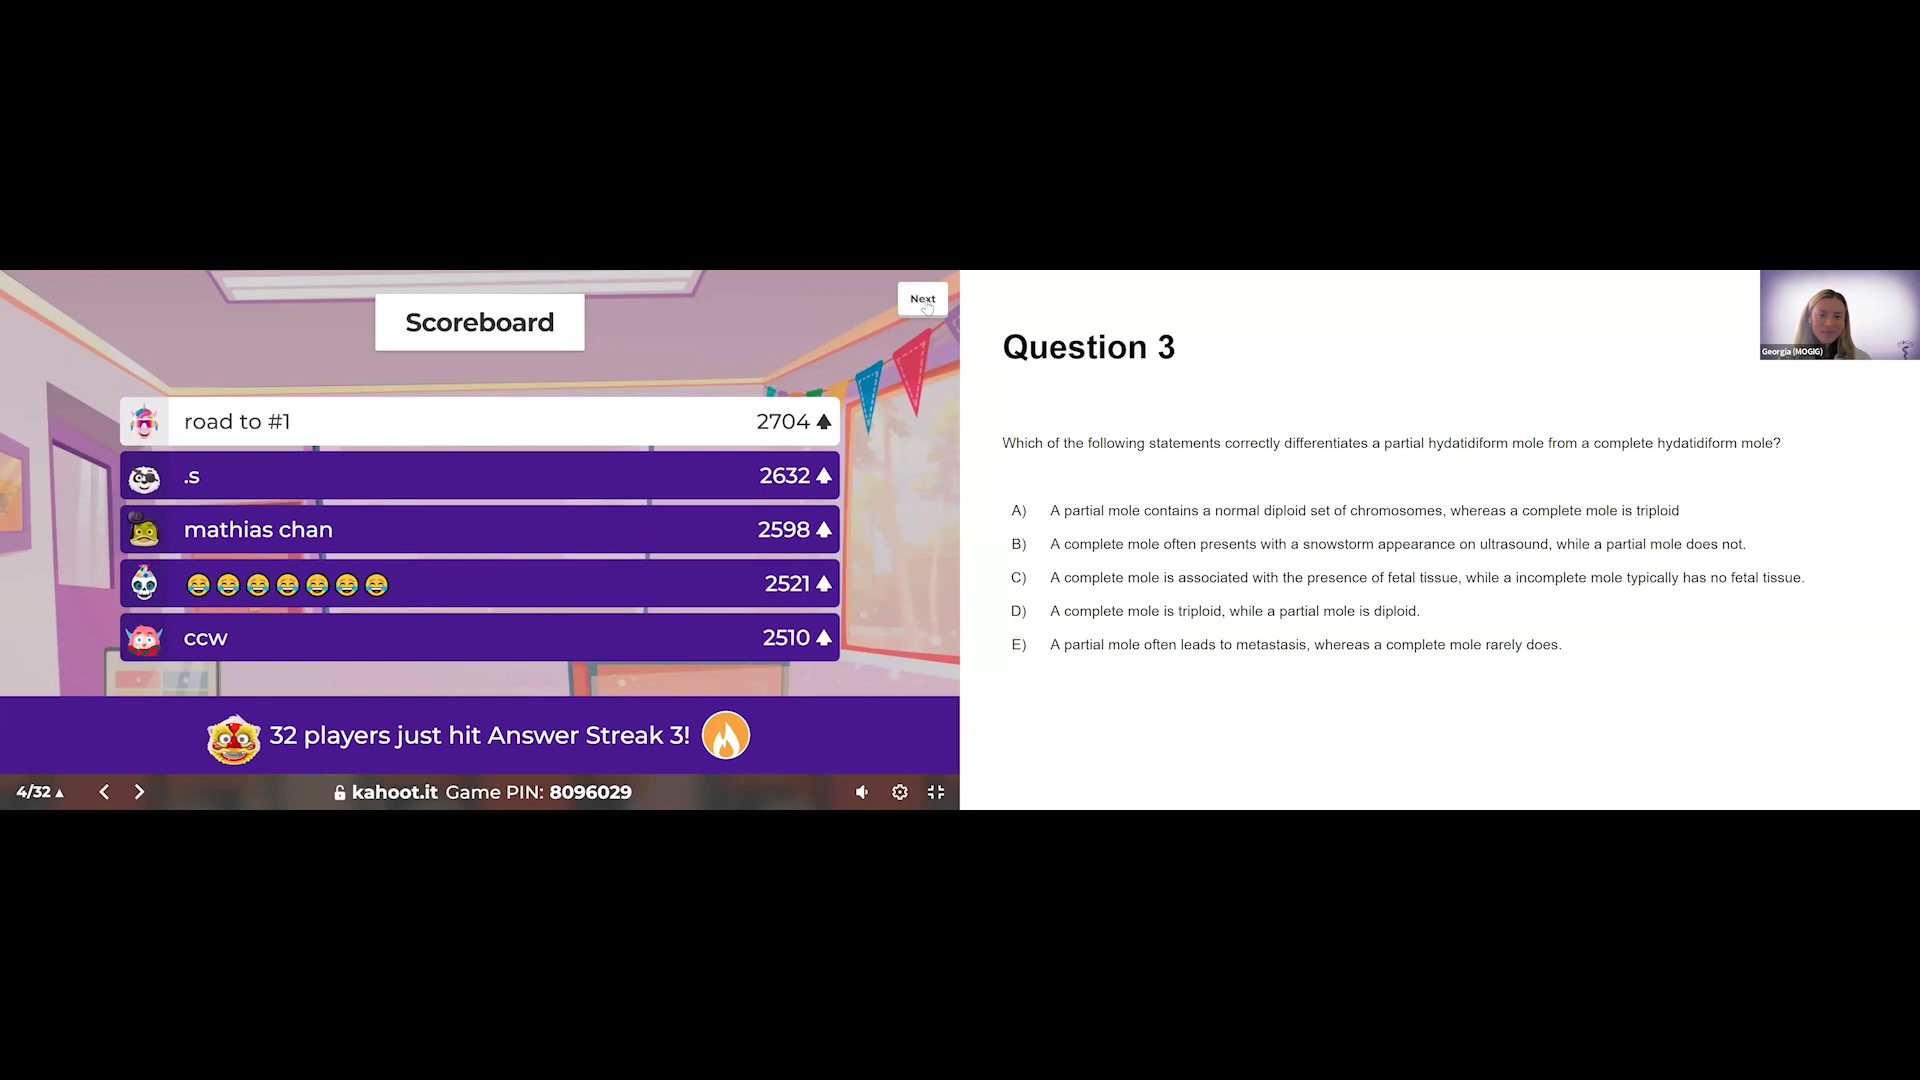 Scoreboard
Next
road to #1 2704
.s 2632
mathias chan 2598
😂😂😂😂😂😂😂 2521
ccw 2510
32 players just hit Answer Streak 3!
4/32 kahoot.it Game PIN: 8096029
Georgia (MOGIG)
Question 3
Which of the following statements correctly differentiates a partial hydatidiform mole from a complete hydatidiform mole?
A) A partial mole contains a normal diploid set of chromosomes, whereas a complete mole is triploid
B) A complete mole often presents with a snowstorm appearance on ultrasound, while a partial mole does not.
C) A complete mole is associated with the presence of fetal tissue, while a incomplete mole typically has no fetal tissue.
D) A complete mole is triploid, while a partial mole is diploid.
E) A partial mole often leads to metastasis, whereas a complete mole rarely does.